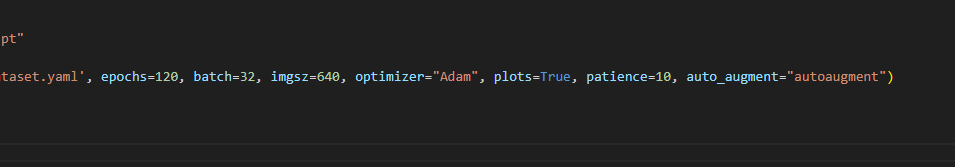 pt"
taset.yaml', epochs=120, batch=32, imgsz=640, optimizer="Adam", plots=True, patience=10, auto_augment="autoaugment")